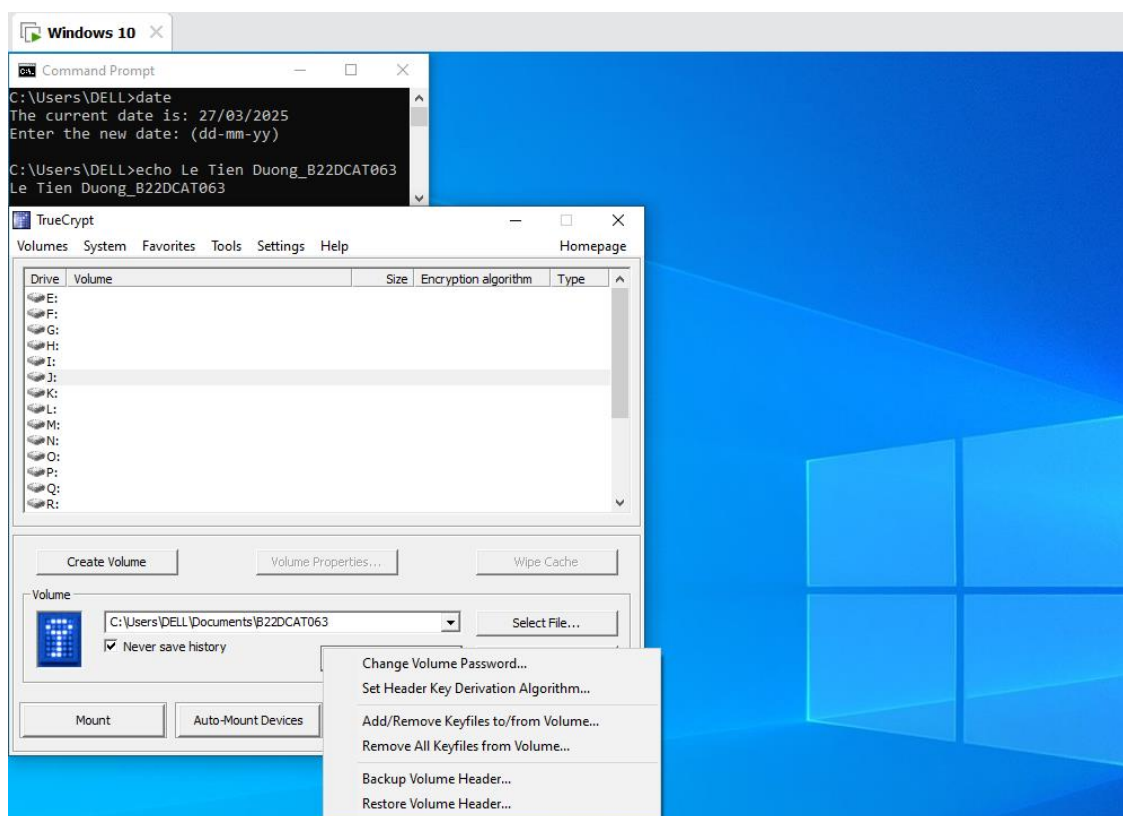 Windows 10
Command Prompt
C:\Users\DELL>date
The current date is: 27/03/2025
Enter the new date: (dd-mm-yy)
C:\Users\DELL>echo Le Tien Duong_B22DCAT063
Le Tien Duong_B22DCAT063
TrueCrypt
Volumes System Favorites Tools Settings Help Homepage
Drive Volume Size Encryption algorithm Type
E:
F:
G:
H:
I:
J:
K:
L:
M:
N:
O:
P:
Q:
R:
Create Volume Volume Properties... Wipe Cache
Volume
C:\Users\DELL\Documents\B22DCAT063 Select File...
Never save history
Mount Auto-Mount Devices
Change Volume Password...
Set Header Key Derivation Algorithm...
Add/Remove Keyfiles to/from Volume...
Remove All Keyfiles from Volume...
Backup Volume Header...
Restore Volume Header...